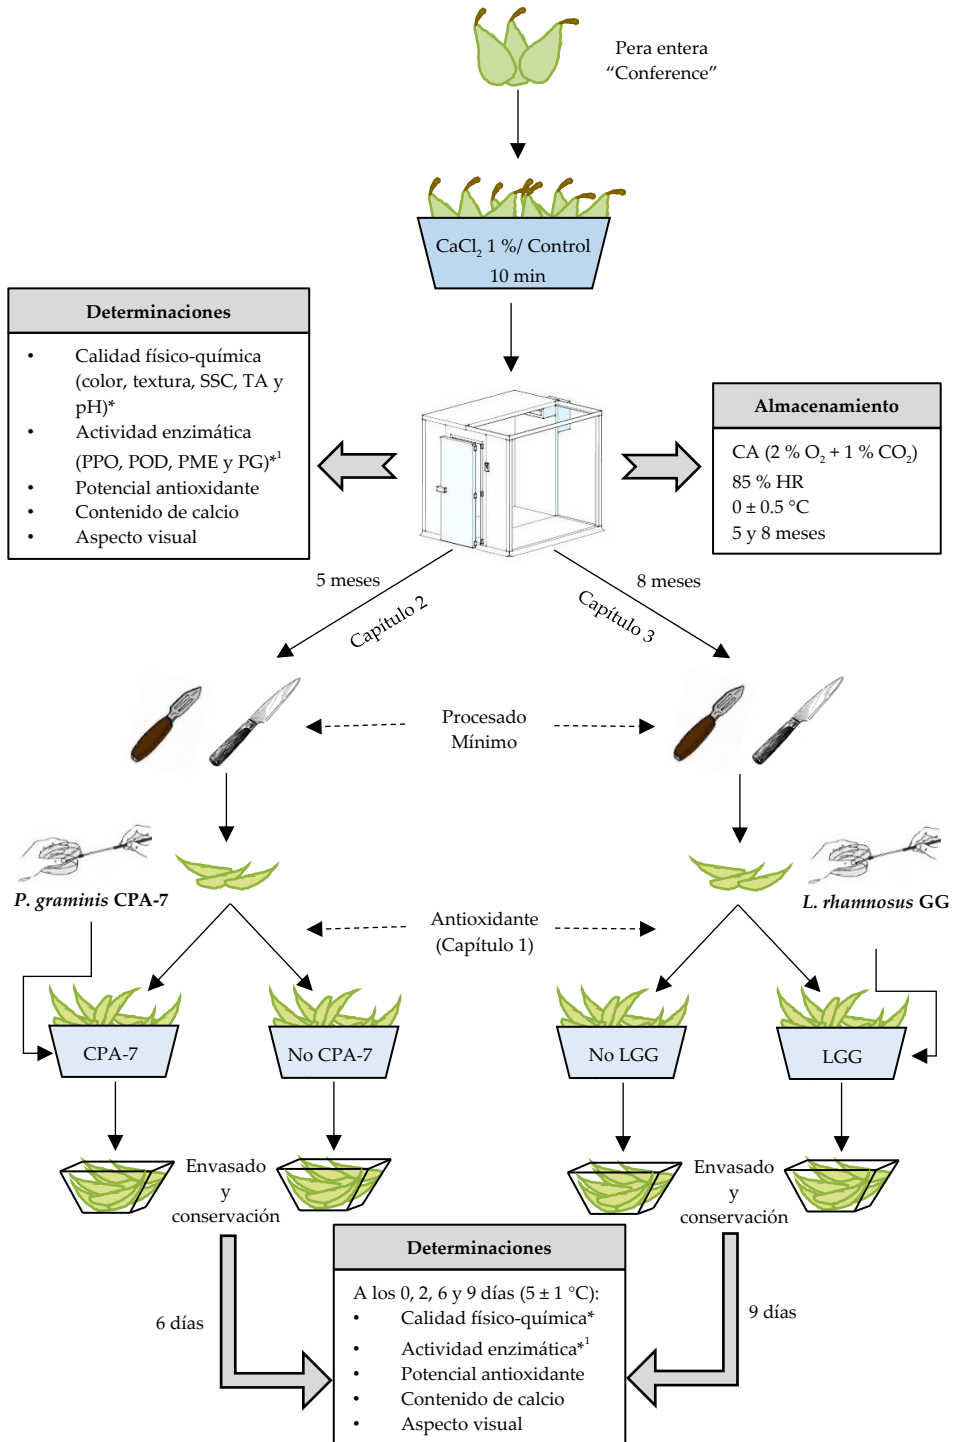 Pera entera
“Conference”
CaCl₂ 1 %/ Control
10 min
Determinaciones
• Calidad físico-química
(color, textura, SSC, TA y
pH)*
• Actividad enzimática
(PPO, POD, PME y PG)*¹
• Potencial antioxidante
• Contenido de calcio
• Aspecto visual
Almacenamiento
CA (2 % O₂ + 1 % CO₂)
85 % HR
0 ± 0.5 °C
5 y 8 meses
5 meses
Capítulo 2
8 meses
Capítulo 3
Procesado
Mínimo
P. graminis CPA-7
L. rhamnosus GG
Antioxidante
(Capítulo 1)
CPA-7
No CPA-7
No LGG
LGG
Envasado
y
conservación
Envasado
y
conservación
6 días
9 días
Determinaciones
A los 0, 2, 6 y 9 días (5 ± 1 °C):
• Calidad físico-química*
• Actividad enzimática*¹
• Potencial antioxidante
• Contenido de calcio
• Aspecto visual